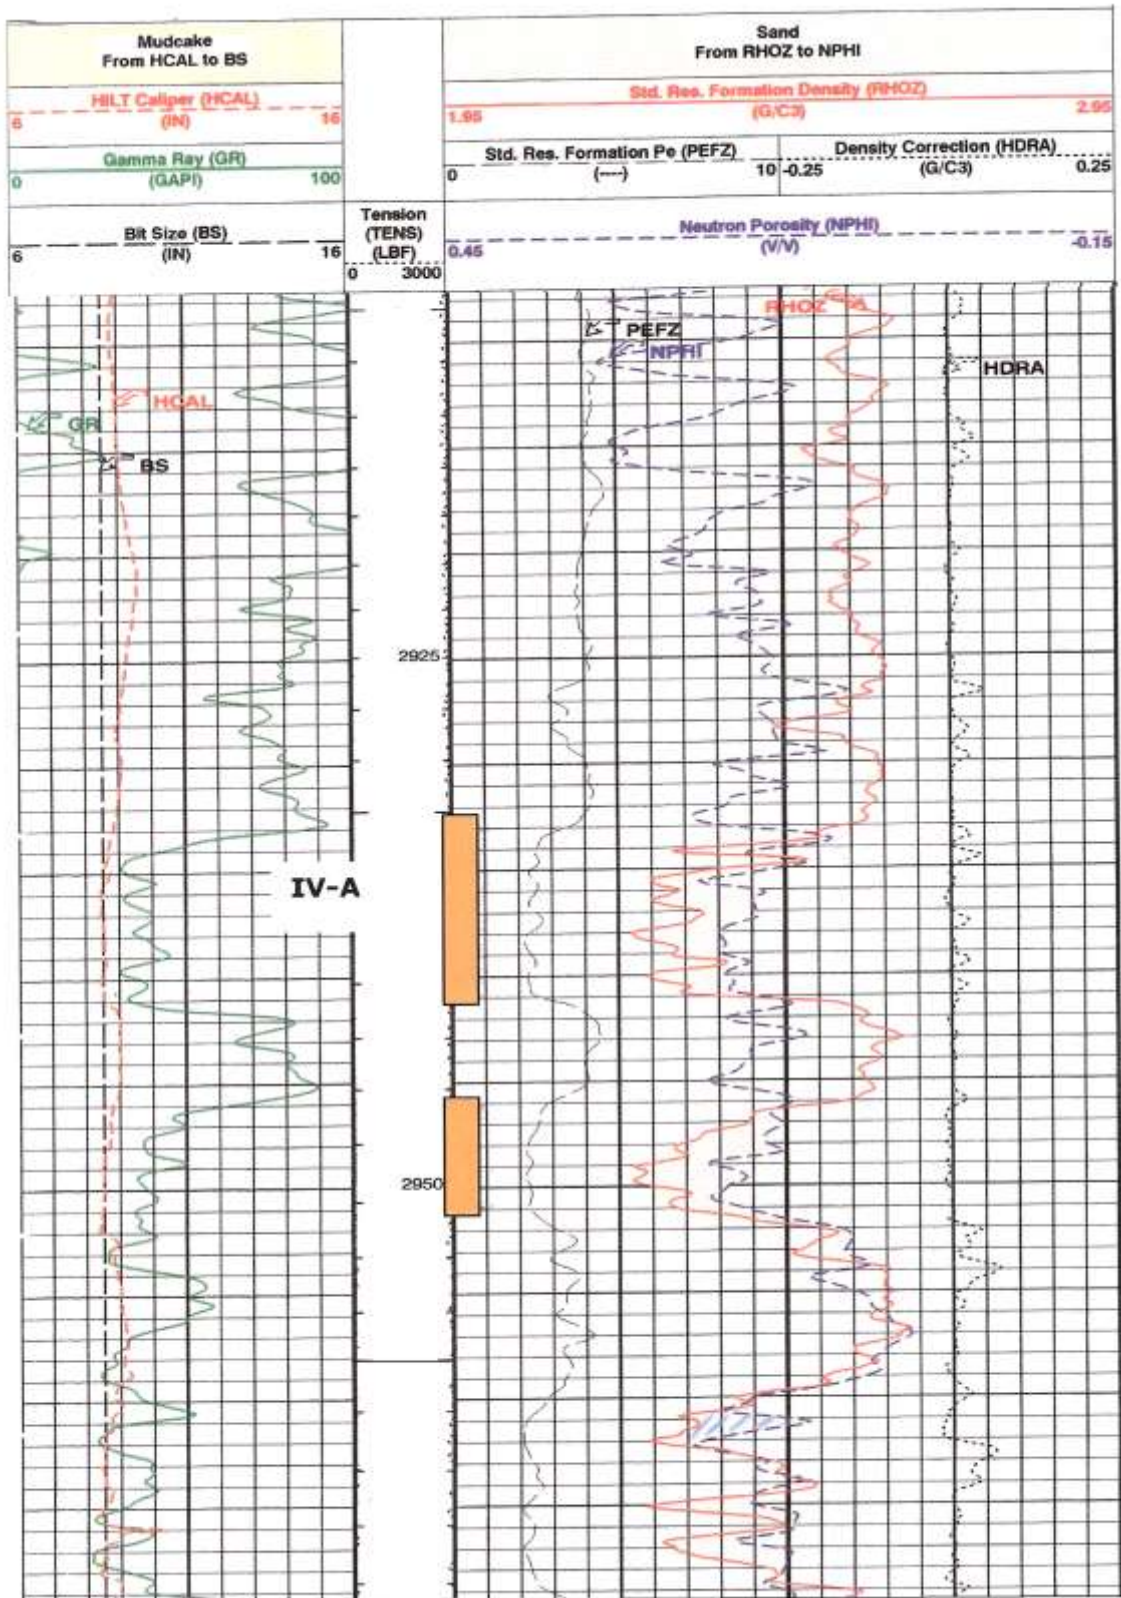 Mudcake
From HCAL to BS
Sand
From RHOZ to NPHI
HILT Caliper (HCAL)
6 (IN) 16
Std. Res. Formation Density (RHOZ)
1.95 (G/C3) 2.95
Gamma Ray (GR)
0 (GAPI) 100
Std. Res. Formation Pe (PEFZ)
0 (----) 10
Density Correction (HDRA)
-0.25 (G/C3) 0.25
Bit Size (BS)
6 (IN) 16
Tension
(TENS)
(LBF)
0 3000
Neutron Porosity (NPHI)
0.45 (V/V) -0.15
RHOZ
PEFZ
NPHI
HDRA
HCAL
GR
BS
2925
IV-A
2950